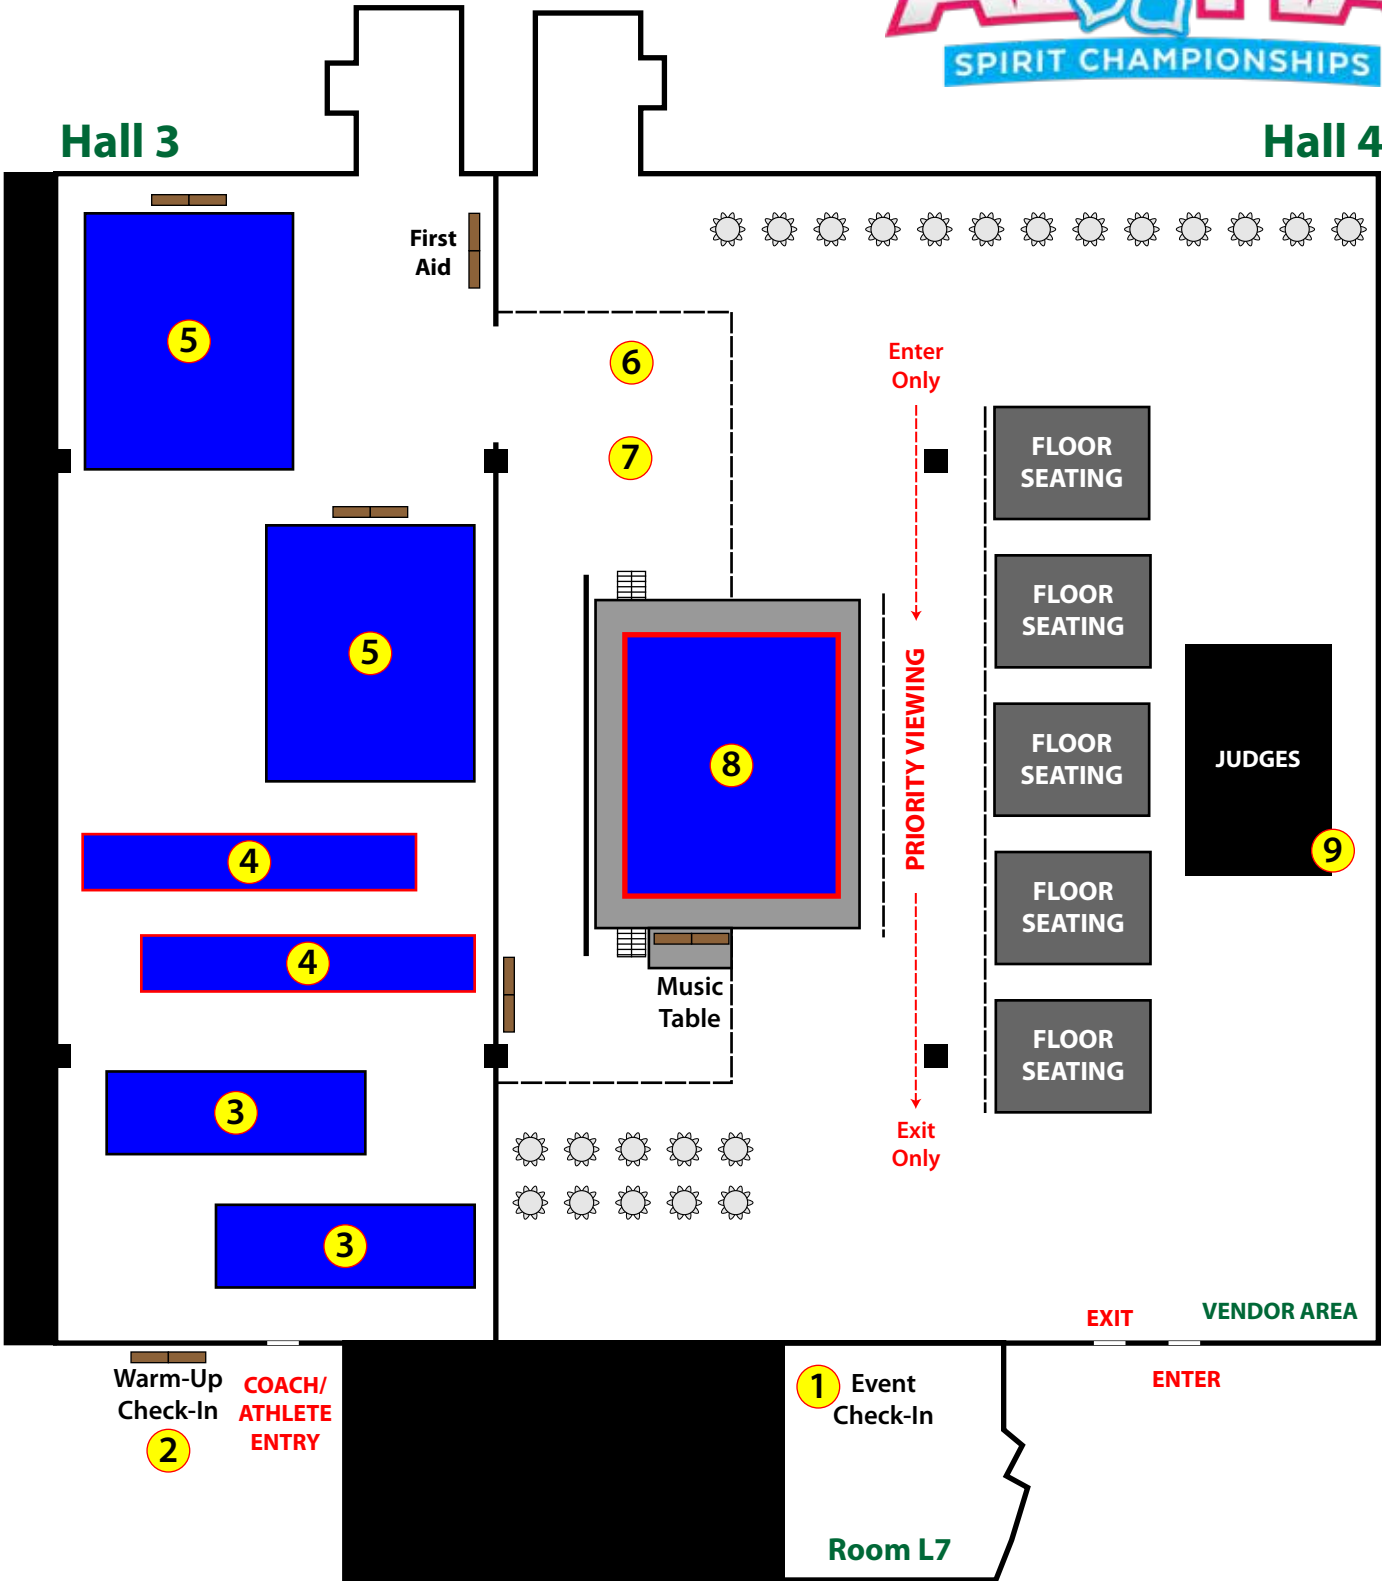 SPIRIT CHAMPIONSHIPS
Hall 3
Hall 4
First
Aid
5
6
Enter
Only
7
FLOOR
SEATING
5
FLOOR
SEATING
PRIORITY VIEWING
8
FLOOR
SEATING
JUDGES
4
9
FLOOR
SEATING
4
Music
Table
FLOOR
SEATING
3
Exit
Only
3
EXIT
VENDOR AREA
Warm-Up
Check-In
2
COACH/
ATHLETE
ENTRY
1
Event
Check-In
ENTER
Room L7